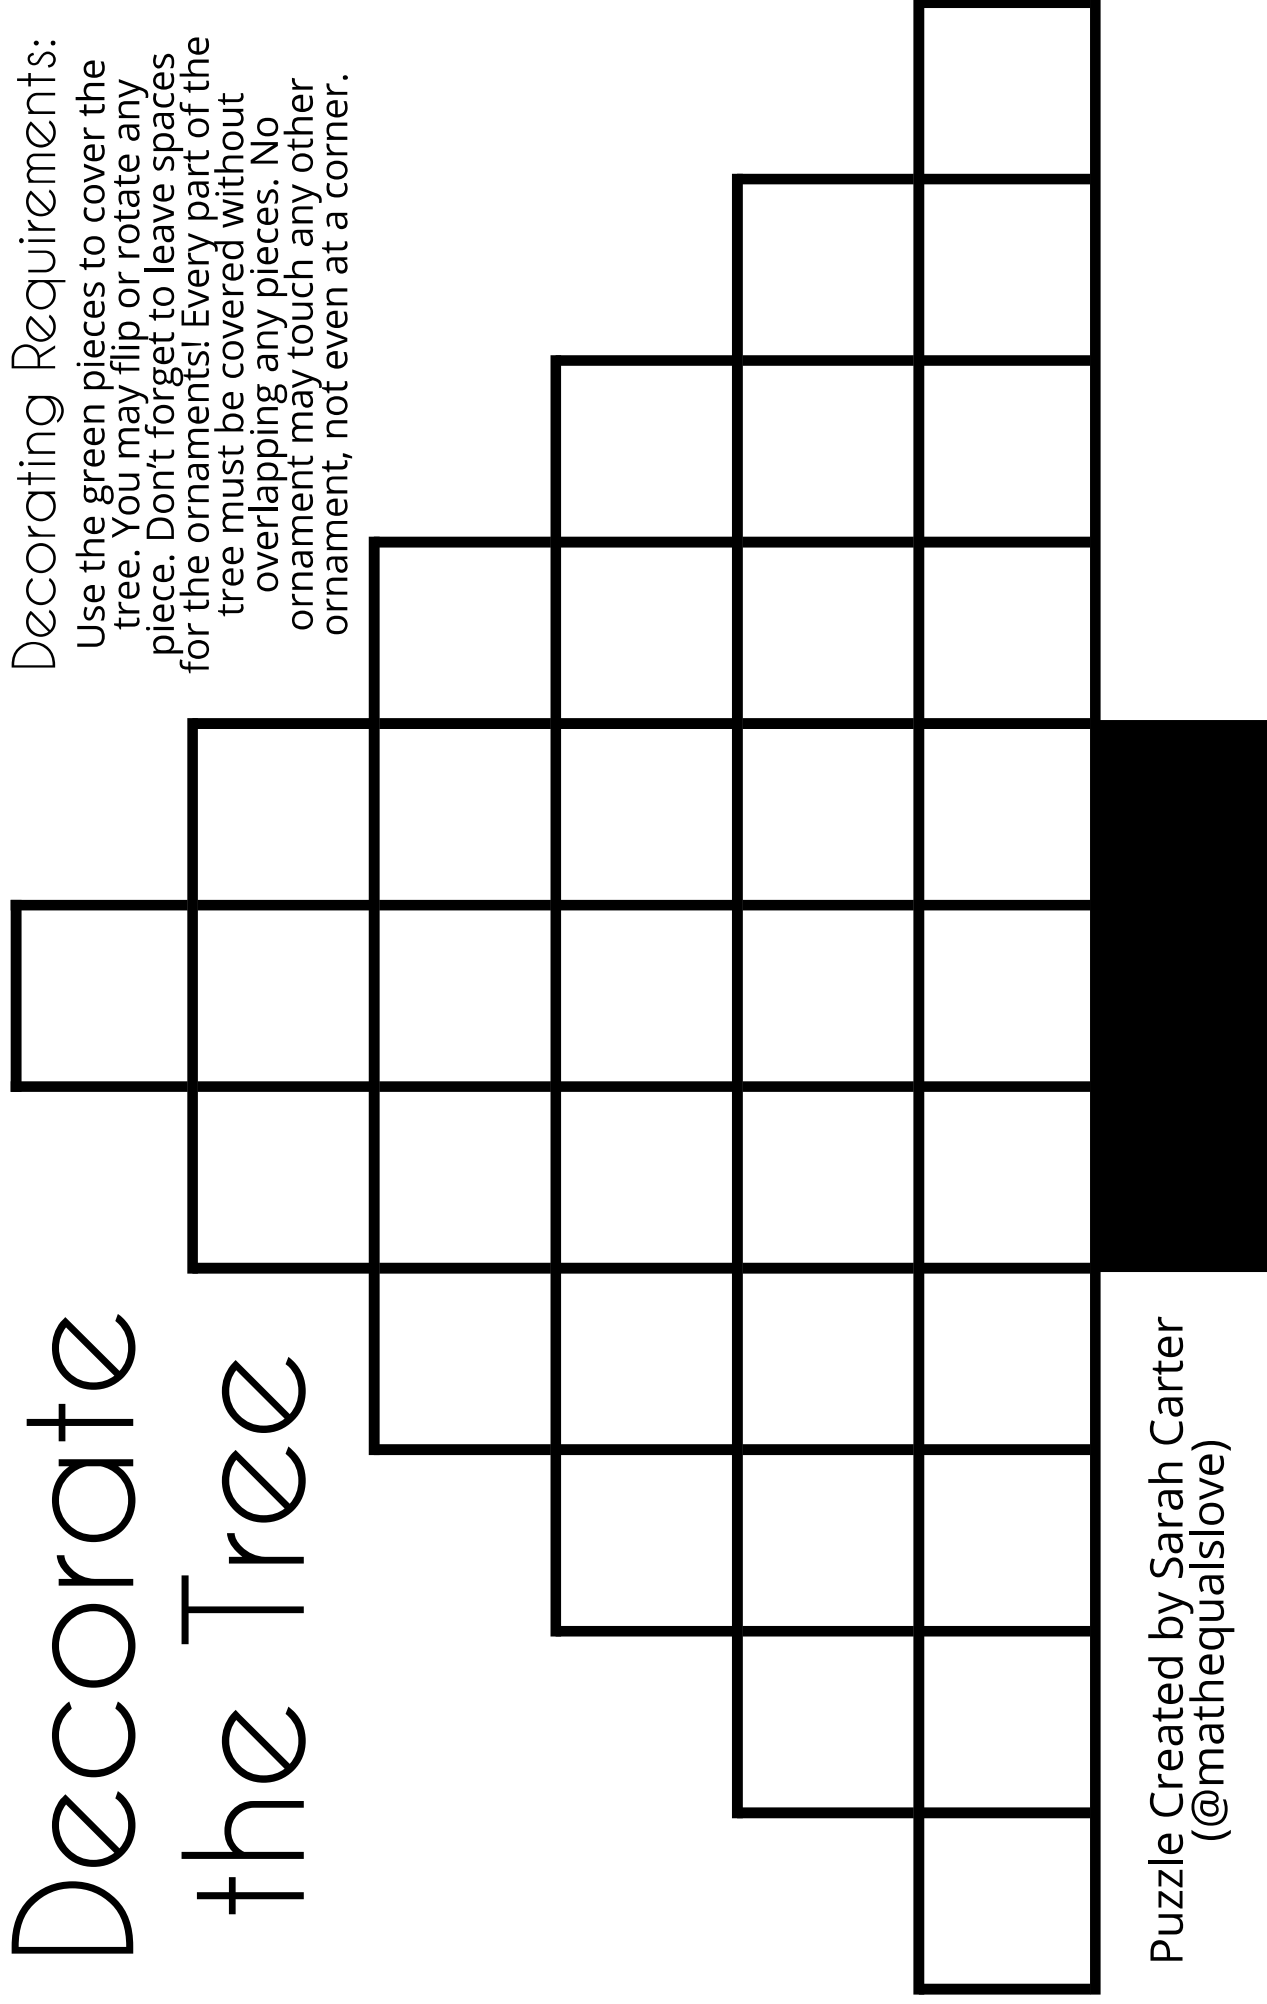 Decorate
the Tree
Decorating Requirements:
Use the green pieces to cover the
tree. You may flip or rotate any
piece. Don't forget to leave spaces
for the ornaments! Every part of the
tree must be covered without
overlapping any pieces. No
ornament may touch any other
ornament, not even at a corner.
Puzzle Created by Sarah Carter
(@mathequalslove)